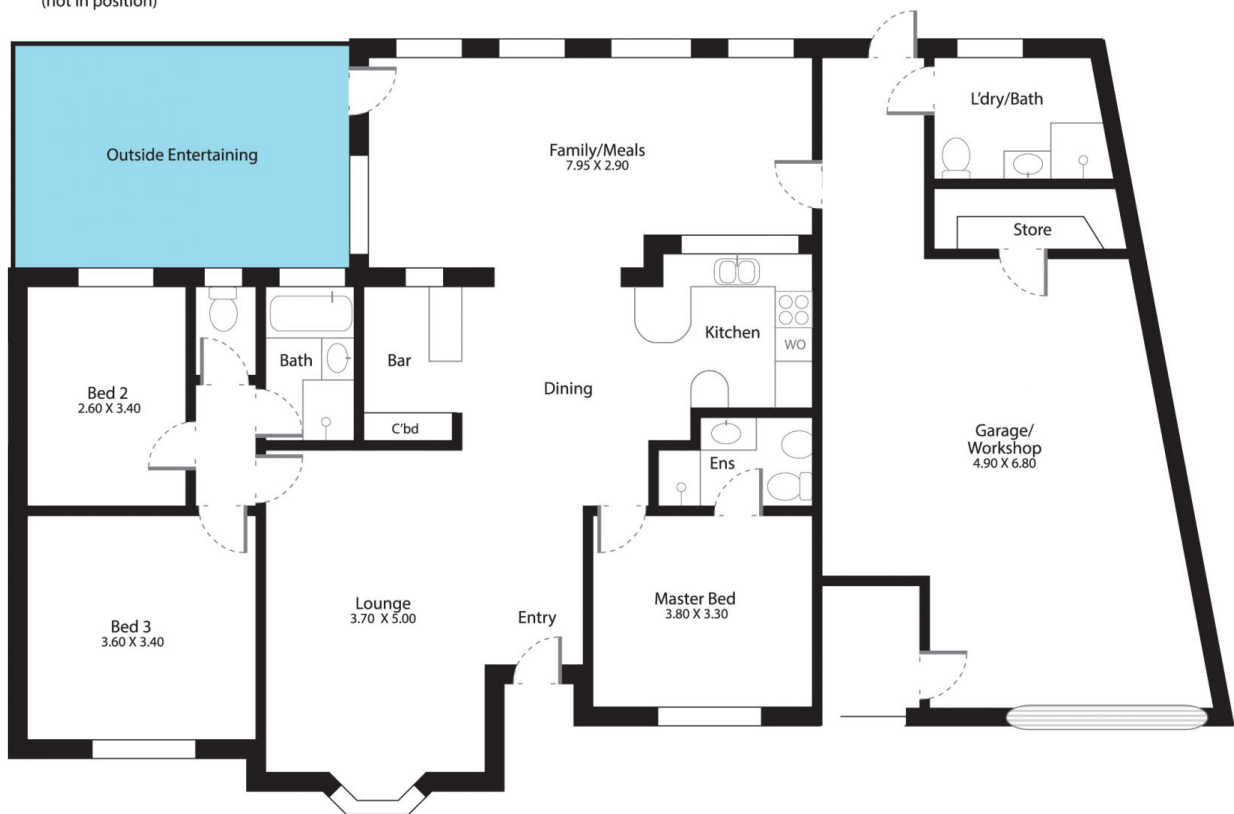 (not in position)
Outside Entertaining
Family/Meals
7.95 X 2.90
L'dry/Bath
Store
Bed 2
2.60 X 3.40
Bath
Bar
C'bd
Dining
Kitchen
WO
Ens
Garage/
Workshop
4.90 X 6.80
Bed 3
3.60 X 3.40
Lounge
3.70 X 5.00
Entry
Master Bed
3.80 X 3.30